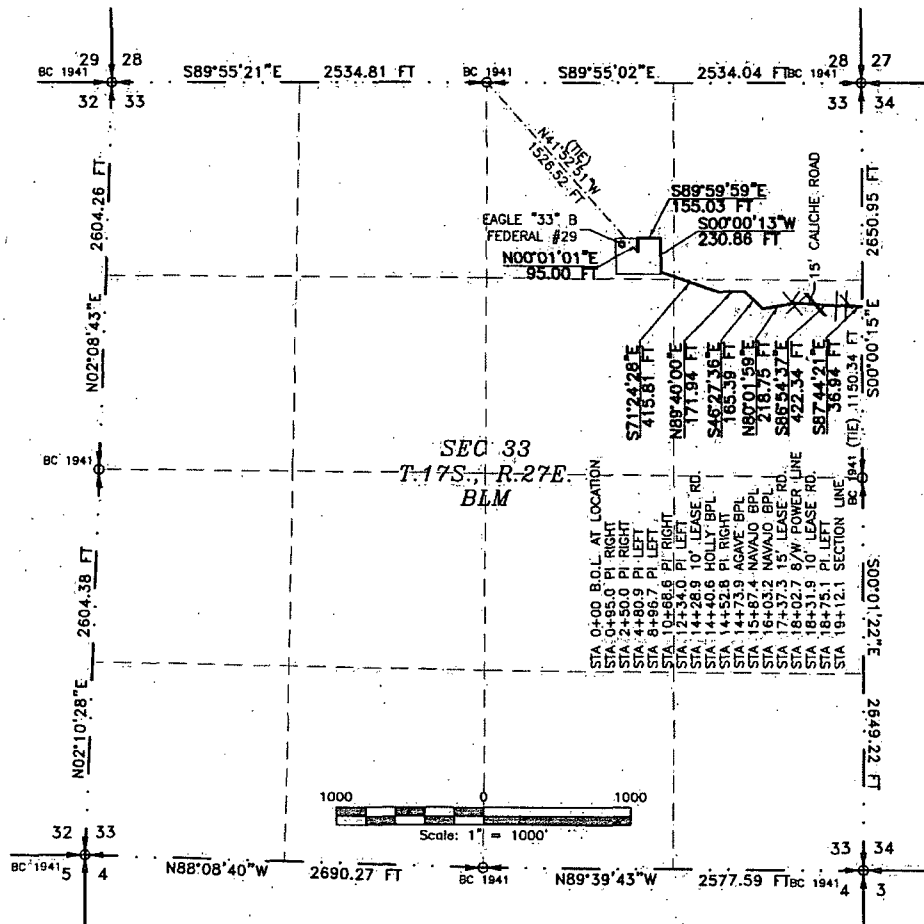 29 28
BC 1941
32 33
S89°55'21"E 2534.81 FT
BC 1941
S89°55'02"E 2534.04 FT
BC 1941
28 27
33 34
N41°52'51"W
(TIE)
1526.52 FT
S89°59'59"E
155.03 FT
EAGLE "33" B
FEDERAL #29
S00°00'13"W
230.86 FT
N00°01'01"E
95.00 FT
15' CALICHE ROAD
2604.26 FT
N02°08'43"E
2650.95 FT
S00°00'15"E
(TIE) 1150.34 FT
S71°24'28"E
415.81 FT
N89°40'00"E
171.94 FT
S46°27'36"E
165.39 FT
N80°01'59"E
218.75 FT
S86°54'37"E
422.34 FT
S87°44'21"E
36.94 FT
BC 1941
BC 1941
SEC 33
T.17S., R.27E.
BLM
STA 0+00 B.O.L. AT LOCATION
STA 0+95.0 PI RIGHT
STA 2+50.0 PI RIGHT
STA 4+80.9 PI LEFT
STA 8+96.7 PI LEFT
STA 10+68.6 PI RIGHT
STA 12+34.0 PI LEFT
STA 14+28.9 10' LEASE RD.
STA 14+40.6 HOLLY BPL
STA 14+52.8 PI RIGHT
STA 14+73.9 AGAVE BPL
STA 15+87.4 NAVAJO BPL
STA 16+03.2 NAVAJO BPL
STA 17+37.3 15' LEASE RD.
STA 18+02.7 8/W POWER LINE
STA 18+31.9 10' LEASE RD.
STA 18+75.1 PI LEFT
STA 19+12.1 SECTION LINE
2604.38 FT
N02°10'28"E
S00°01'22"E
2649.22 FT
1000 0 1000
Scale: 1" = 1000'
32 33
BC 1941
5 4
N88°08'40"W 2690.27 FT
BC 1941
N89°39'43"W 2577.59 FT
BC 1941
33 34
4 3